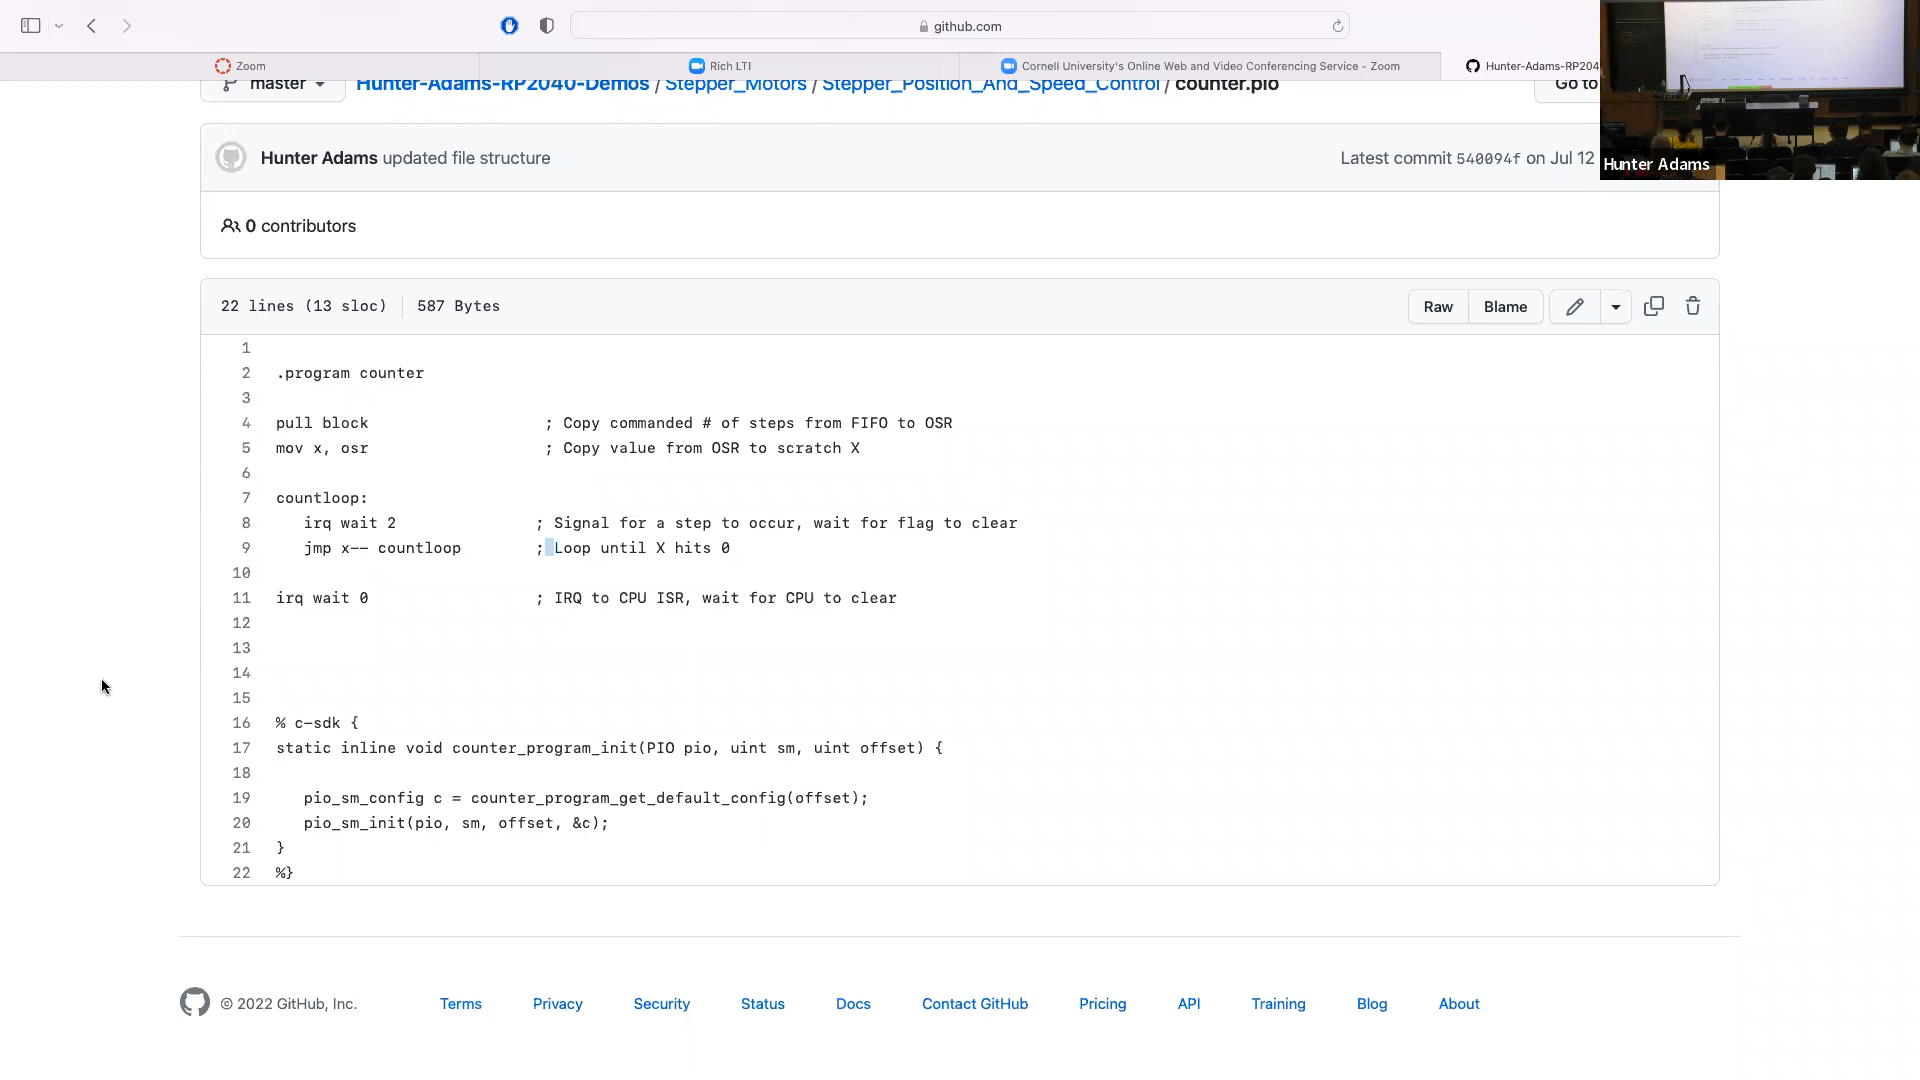 github.com
Zoom
Rich LTI
Cornell University's Online Web and Video Conferencing Service - Zoom
Hunter-Adams-RP204
master
Hunter-Adams-RP2040-Demos / Stepper_Motors / Stepper_Position_And_Speed_Control / counter.pio
Go to
Hunter Adams updated file structure
Latest commit 540094f on Jul 12
Hunter Adams
0 contributors
22 lines (13 sloc)
587 Bytes
Raw
Blame
1
2 .program counter
3
4 pull block ; Copy commanded # of steps from FIFO to OSR
5 mov x, osr ; Copy value from OSR to scratch X
6
7 countloop:
8 irq wait 2 ; Signal for a step to occur, wait for flag to clear
9 jmp x-- countloop ; Loop until X hits 0
10
11 irq wait 0 ; IRQ to CPU ISR, wait for CPU to clear
12
13
14
15
16 % c-sdk {
17 static inline void counter_program_init(PIO pio, uint sm, uint offset) {
18
19 pio_sm_config c = counter_program_get_default_config(offset);
20 pio_sm_init(pio, sm, offset, &c);
21 }
22 %}
© 2022 GitHub, Inc.
Terms
Privacy
Security
Status
Docs
Contact GitHub
Pricing
API
Training
Blog
About